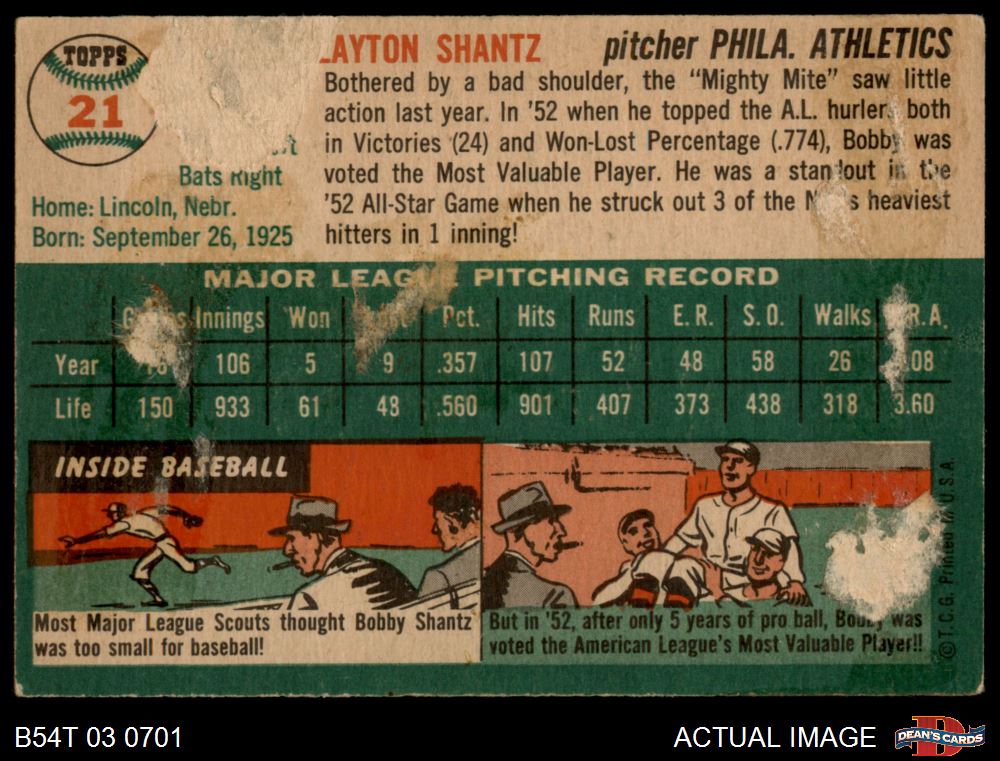 TOPPS
21
AYTON SHANTZ
pitcher PHILA. ATHLETICS
Bothered by a bad shoulder, the "Mighty Mite" saw little
action last year. In '52 when he topped the A.L. hurlers both
in Victories (24) and Won-Lost Percentage (.774), Bobby was
voted the Most Valuable Player. He was a standout in the
'52 All-Star Game when he struck out 3 of the heaviest
hitters in 1 inning!
Bats Right
Home: Lincoln, Nebr.
Born: September 26, 1925
MAJOR LEAGUE PITCHING RECORD
Innings Won Pct. Hits Runs E.R. S.O. Walks R.A.
Year 106 5 9 .357 107 52 48 58 26 .08
Life 150 933 61 48 .560 901 407 373 438 318 3.60
INSIDE BASEBALL
Most Major League Scouts thought Bobby Shantz
was too small for baseball!
But in '52, after only 5 years of pro ball, Bobby was
voted the American League's Most Valuable Player!!
© T.C.G. Printed in U.S.A.
B54T 03 0701
ACTUAL IMAGE
DEAN'S CARDS